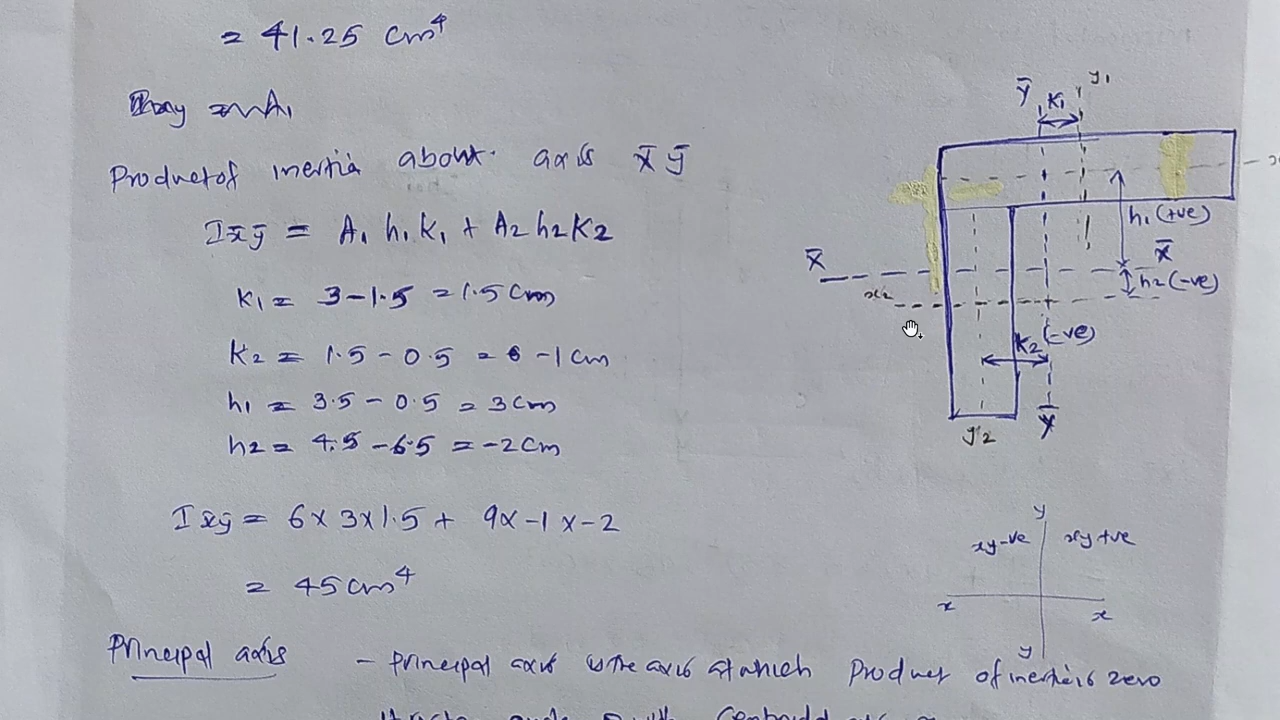 = 41.25 cm⁴
Product of inertia about axis x̄ ȳ
Ix̄ȳ = A₁ h₁ k₁ + A₂ h₂ K₂
K₁ = 3 - 1.5 = 1.5 Cm
K₂ = 1.5 - 0.5 = -1 cm
h₁ = 3.5 - 0.5 = 3 Cm
h₂ = 4.5 - 6.5 = -2 Cm
Ix̄ȳ = 6 x 3 x 1.5 + 9 x -1 x -2
= 45 cm⁴
Principal axis - Principal axis is the axis at which Product of inertia is zero
ȳ K₁ y₁
h₁ (+ve)
x̄ x̄
h₂ (-ve)
x₂
K₂ (-ve)
y₂ ȳ
y
xy -ve xy +ve
x x
y